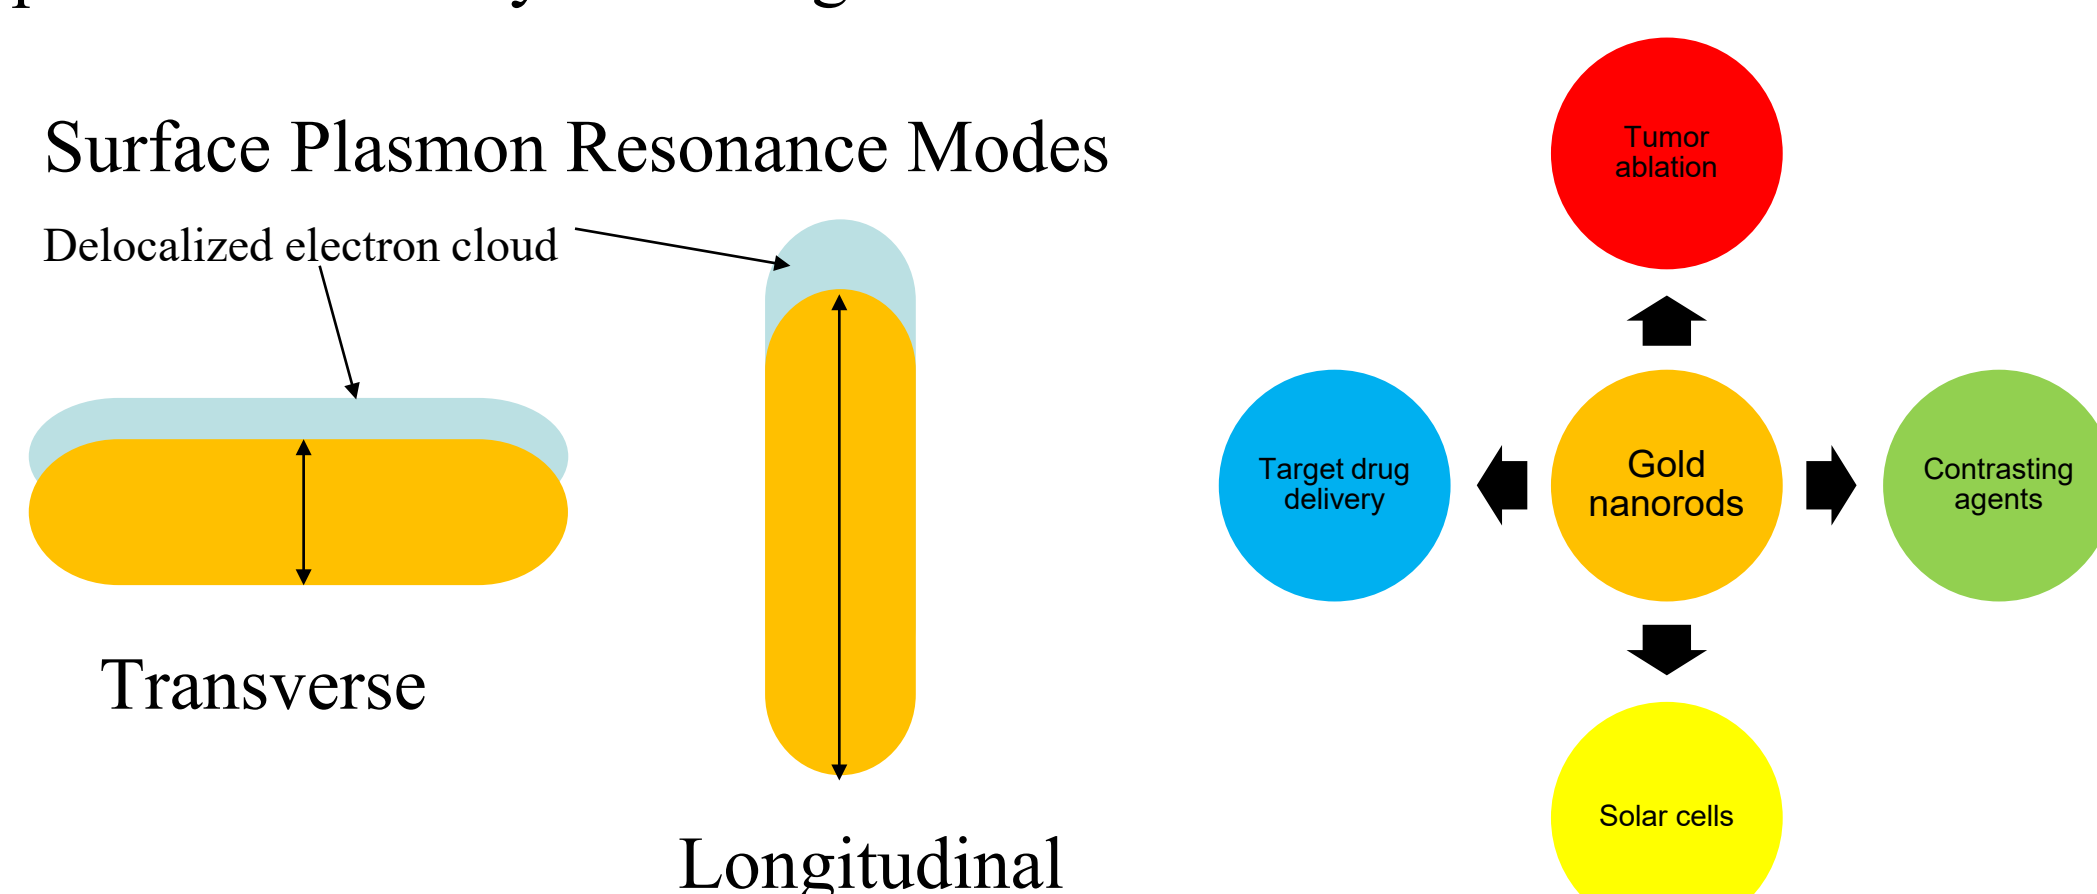 Surface Plasmon Resonance Modes
Delocalized electron cloud
Transverse
Longitudinal
Tumor
ablation
Target drug
delivery
Gold
nanorods
Contrasting
agents
Solar cells